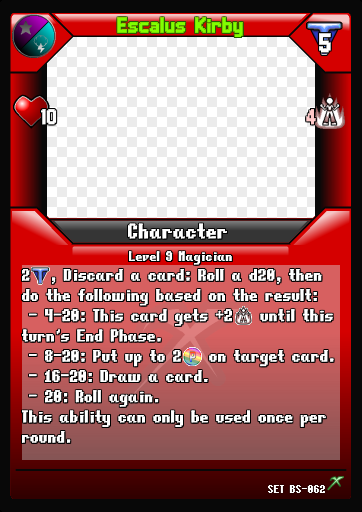 Escalus Kirby
5
10
4
Character
Level 9 Magician
2 , Discard a card: Roll a d20, then
do the following based on the result:
- 4-20: This card gets +2 until this
turn's End Phase.
- 8-20: Put up to 2 on target card.
- 16-20: Draw a card.
- 20: Roll again.
This ability can only be used once per
round.
SET BS-062